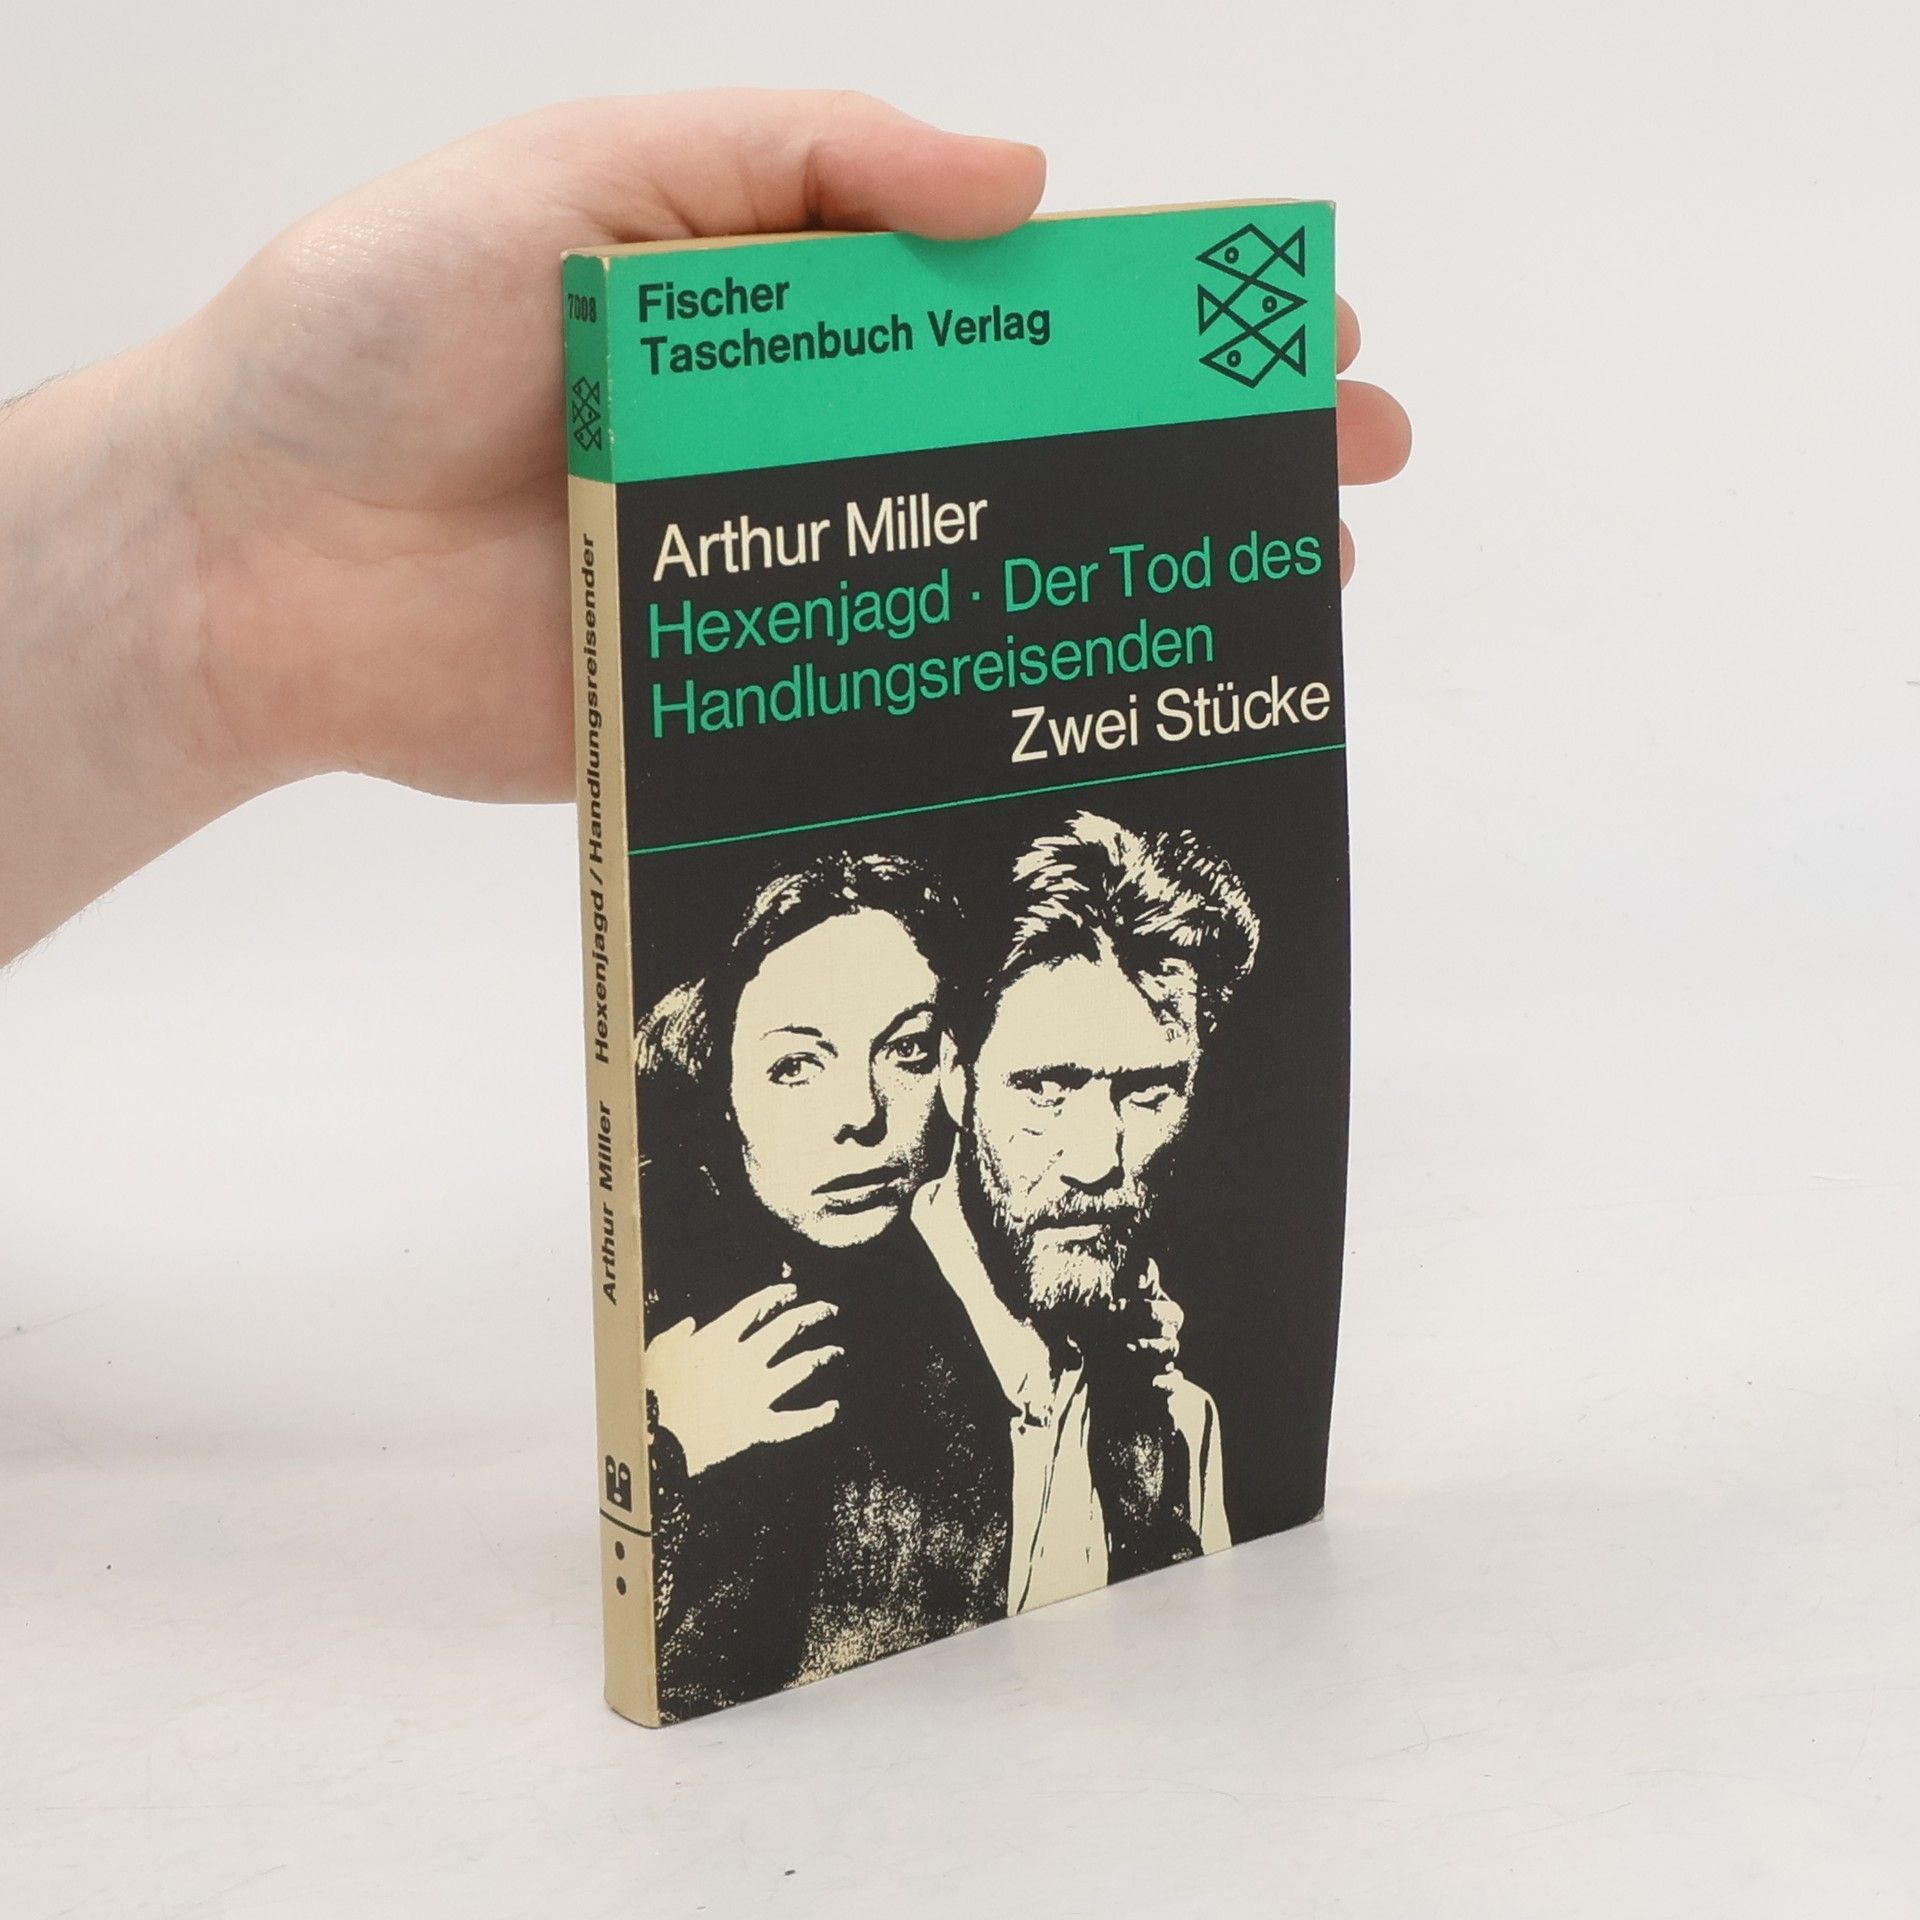 7008
Fischer
Taschenbuch Verlag
Arthur Miller
Hexenjagd · Der Tod des
Handlungsreisenden
Zwei Stücke
Arthur Miller Hexenjagd / Handlungsreisender